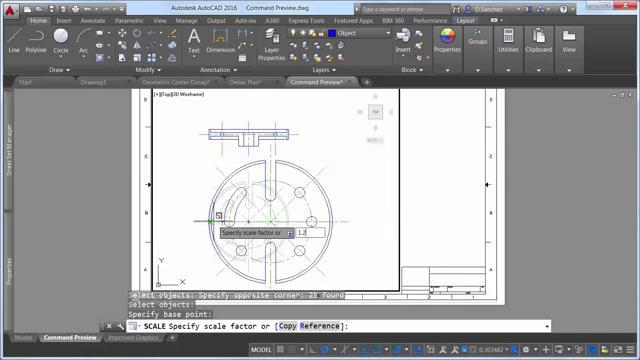 Autodesk AutoCAD 2016 Command Preview.dwg
Type a keyword or phrase
D.Sanchez
Home Insert Annotate Parametric View Manage Output Add-ins A360 Express Tools Featured Apps BIM 360 Performance Layout
Line Polyline Circle Arc Text Dimension Layer Properties Object Insert Properties Groups Utilities Clipboard
Draw Modify Annotation Layers Block
Start Drawing1 Geometric Center Osnap* Dense Plan* Command Preview*
[+][Top][2D Wireframe]
Sheet Set Manager
Properties
TOP
D D
C C
B B
A A
Y
X
Specify scale factor or 1.2
Select objects: Specify opposite corner: 23 found
Select objects:
Specify base point:
SCALE Specify scale factor or [Copy Reference]:
Model Command Preview Improved Graphics
MODEL 0.303482